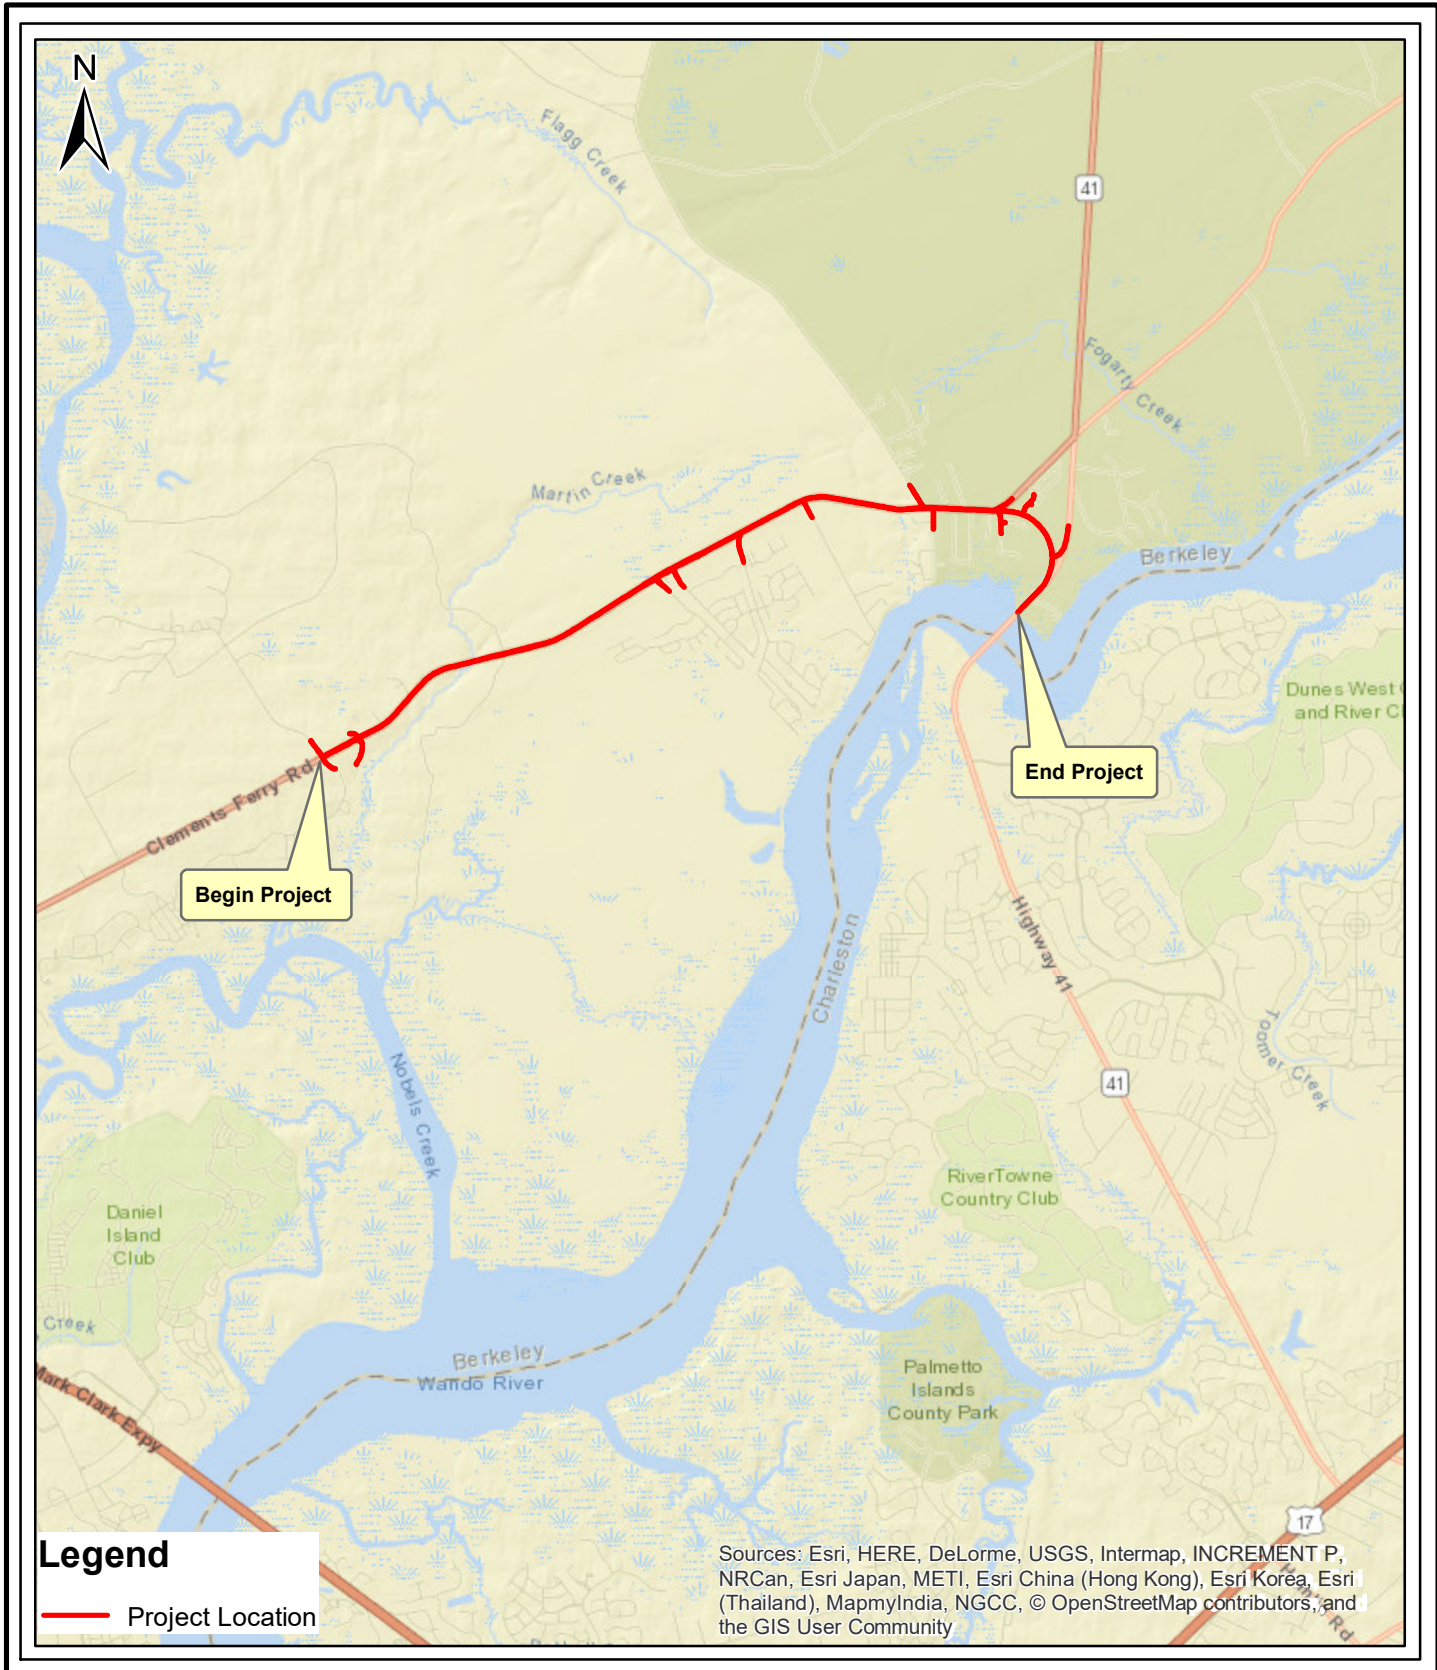 N
Flagg Creek
41
Fogarty Creek
Martin Creek
Berkeley
Dunes West
and River Cl
End Project
Clements Ferry Rd
Begin Project
Charleston
Highway 41
Toomer Creek
Nobels Creek
41
RiverTowne
Country Club
Daniel
Island
Club
Creek
Berkeley
Wando River
Palmetto
Islands
County Park
Mark Clark Expy
17
Legend
Project Location
Sources: Esri, HERE, DeLorme, USGS, Intermap, INCREMENT P,
NRCan, Esri Japan, METI, Esri China (Hong Kong), Esri Korea, Esri
(Thailand), MapmyIndia, NGCC, © OpenStreetMap contributors, and
the GIS User Community
Rd